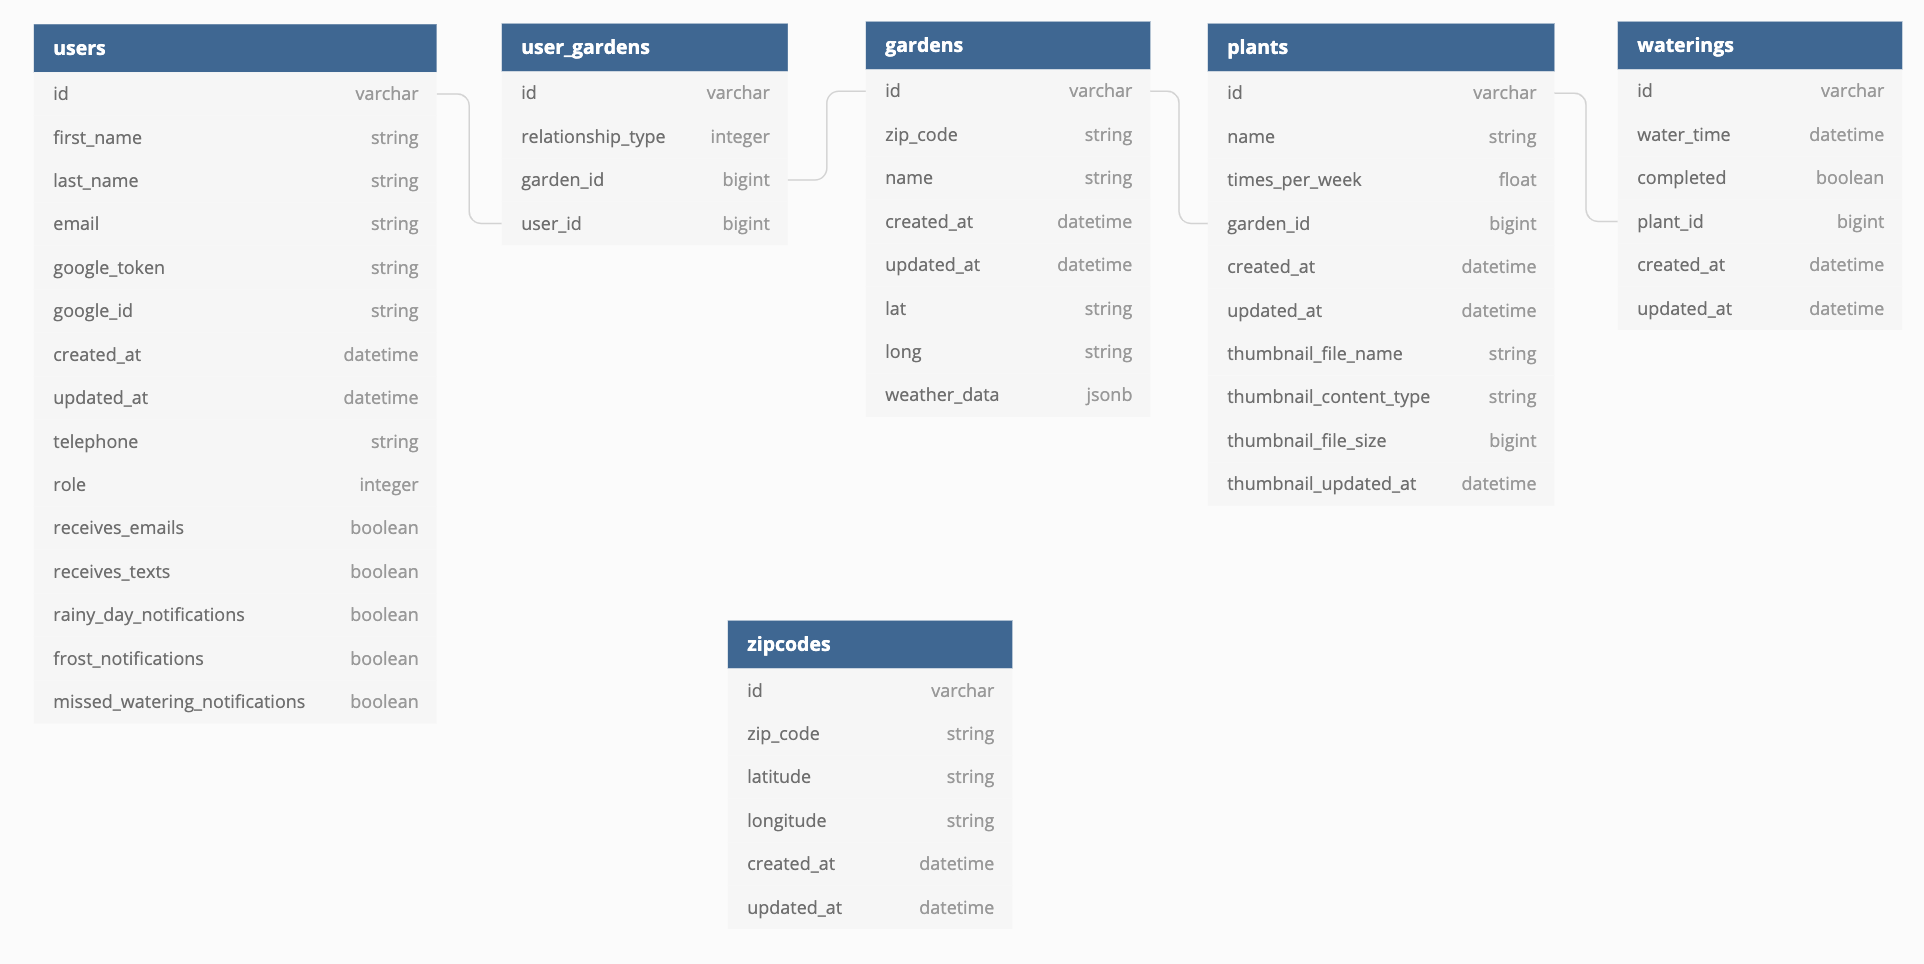 users
id varchar
first_name string
last_name string
email string
google_token string
google_id string
created_at datetime
updated_at datetime
telephone string
role integer
receives_emails boolean
receives_texts boolean
rainy_day_notifications boolean
frost_notifications boolean
missed_watering_notifications boolean
user_gardens
id varchar
relationship_type integer
garden_id bigint
user_id bigint
gardens
id varchar
zip_code string
name string
created_at datetime
updated_at datetime
lat string
long string
weather_data jsonb
plants
id varchar
name string
times_per_week float
garden_id bigint
created_at datetime
updated_at datetime
thumbnail_file_name string
thumbnail_content_type string
thumbnail_file_size bigint
thumbnail_updated_at datetime
waterings
id varchar
water_time datetime
completed boolean
plant_id bigint
created_at datetime
updated_at datetime
zipcodes
id varchar
zip_code string
latitude string
longitude string
created_at datetime
updated_at datetime